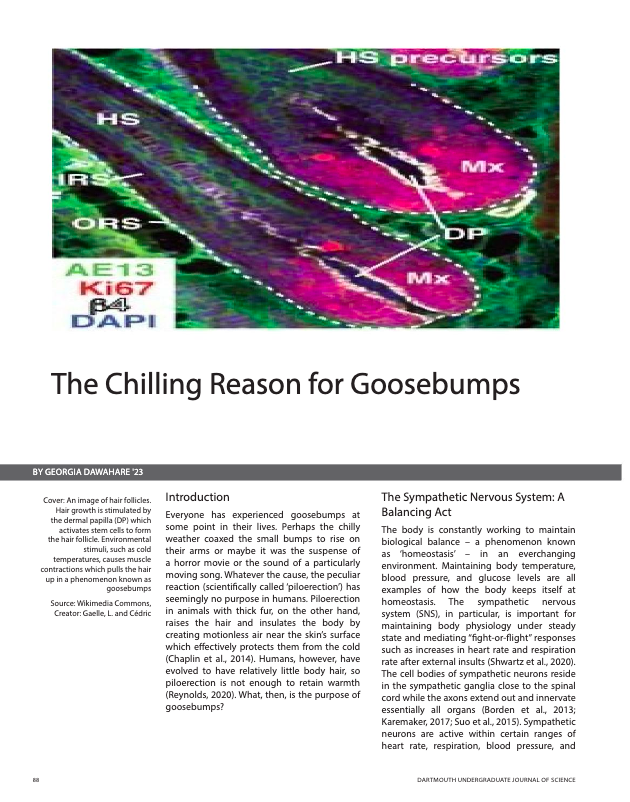 HS precursors
HS
Mx
IRS
ORS
DP
Mx
AE13
Ki67
β4
DAPI
The Chilling Reason for Goosebumps
BY GEORGIA DAWAHARE '23
Cover: An image of hair follicles.
Hair growth is stimulated by
the dermal papilla (DP) which
activates stem cells to form
the hair follicle. Environmental
stimuli, such as cold
temperatures, causes muscle
contractions which pulls the hair
up in a phenomenon known as
goosebumps
Source: Wikimedia Commons,
Creator: Gaelle, L. and Cédric
Introduction
Everyone has experienced goosebumps at
some point in their lives. Perhaps the chilly
weather coaxed the small bumps to rise on
their arms or maybe it was the suspense of
a horror movie or the sound of a particularly
moving song. Whatever the cause, the peculiar
reaction (scientifically called 'piloerection') has
seemingly no purpose in humans. Piloerection
in animals with thick fur, on the other hand,
raises the hair and insulates the body by
creating motionless air near the skin's surface
which effectively protects them from the cold
(Chaplin et al., 2014). Humans, however, have
evolved to have relatively little body hair, so
piloerection is not enough to retain warmth
(Reynolds, 2020). What, then, is the purpose of
goosebumps?
The Sympathetic Nervous System: A
Balancing Act
The body is constantly working to maintain
biological balance – a phenomenon known
as 'homeostasis' – in an everchanging
environment. Maintaining body temperature,
blood pressure, and glucose levels are all
examples of how the body keeps itself at
homeostasis. The sympathetic nervous
system (SNS), in particular, is important for
maintaining body physiology under steady
state and mediating "fight-or-flight" responses
such as increases in heart rate and respiration
rate after external insults (Shwartz et al., 2020).
The cell bodies of sympathetic neurons reside
in the sympathetic ganglia close to the spinal
cord while the axons extend out and innervate
essentially all organs (Borden et al., 2013;
Karemaker, 2017; Suo et al., 2015). Sympathetic
neurons are active within certain ranges of
heart rate, respiration, blood pressure, and
88
DARTMOUTH UNDERGRADUATE JOURNAL OF SCIENCE